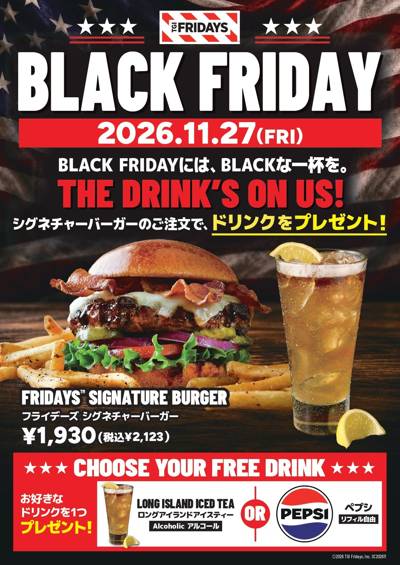 TGI FRIDAYS
BLACK FRIDAY
2026.11.27(FRI)
BLACK FRIDAYには、BLACKな一杯を。
THE DRINK'S ON US!
シグネチャーバーガーのご注文で、ドリンクをプレゼント!
FRIDAYS™ SIGNATURE BURGER
フライデーズ シグネチャーバーガー
¥1,930(税込¥2,123)
CHOOSE YOUR FREE DRINK
お好きな
ドリンクを1つ
プレゼント!
LONG ISLAND ICED TEA
ロングアイランドアイスティー
Alcoholic アルコール
OR
PEPSI
ペプシ
リフィル自由
©2026 TGI Fridays, Inc.